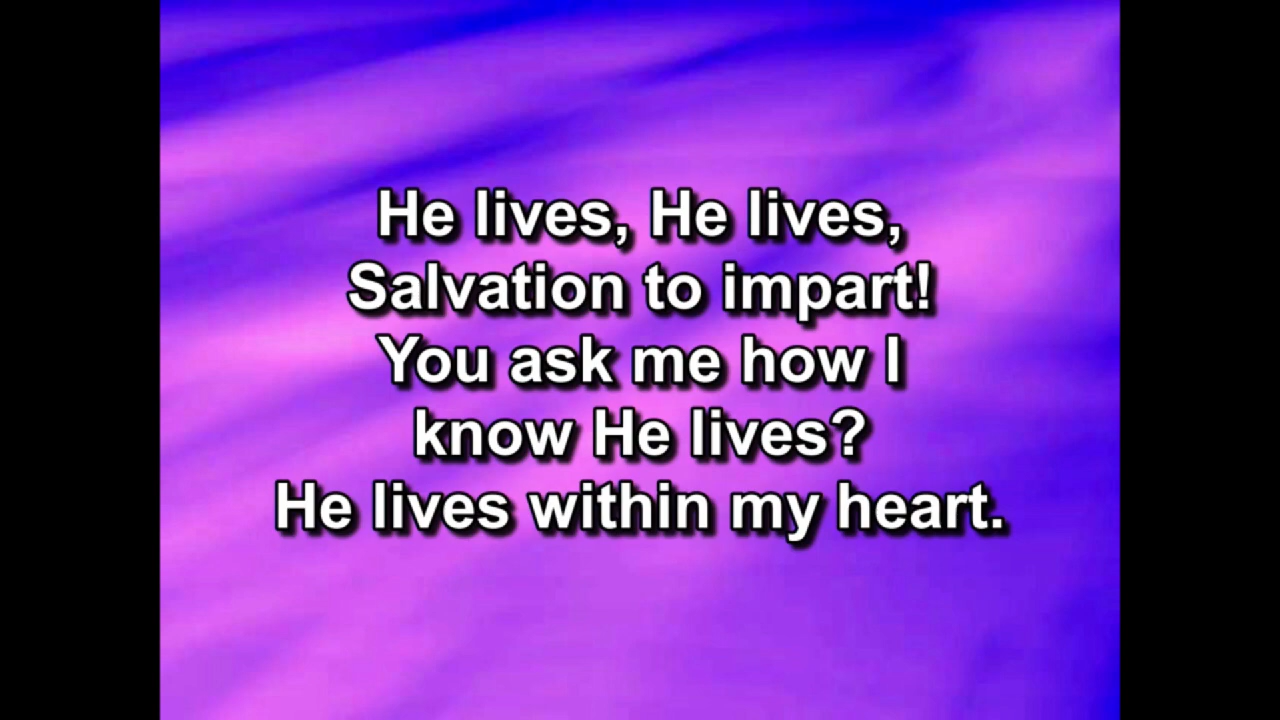 He lives, He lives,
Salvation to impart!
You ask me how I
know He lives?
He lives within my heart.